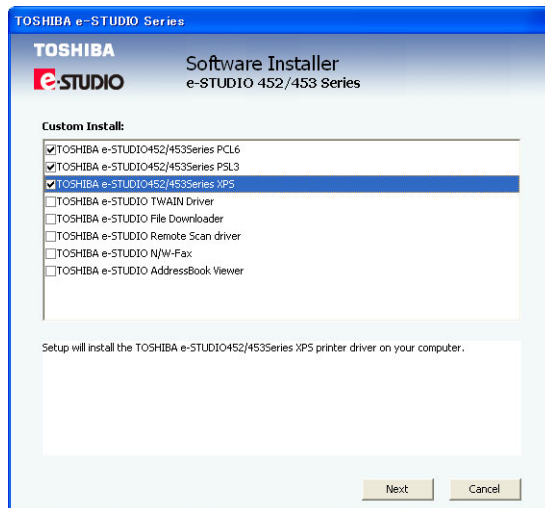 TOSHIBA e-STUDIO Series
TOSHIBA
e-STUDIO
Software Installer
e-STUDIO 452/453 Series
Custom Install:
TOSHIBA e-STUDIO452/453Series PCL6
TOSHIBA e-STUDIO452/453Series PSL3
TOSHIBA e-STUDIO452/453Series XPS
TOSHIBA e-STUDIO TWAIN Driver
TOSHIBA e-STUDIO File Downloader
TOSHIBA e-STUDIO Remote Scan driver
TOSHIBA e-STUDIO N/W-Fax
TOSHIBA e-STUDIO AddressBook Viewer
Setup will install the TOSHIBA e-STUDIO452/453Series XPS printer driver on your computer.
Next Cancel